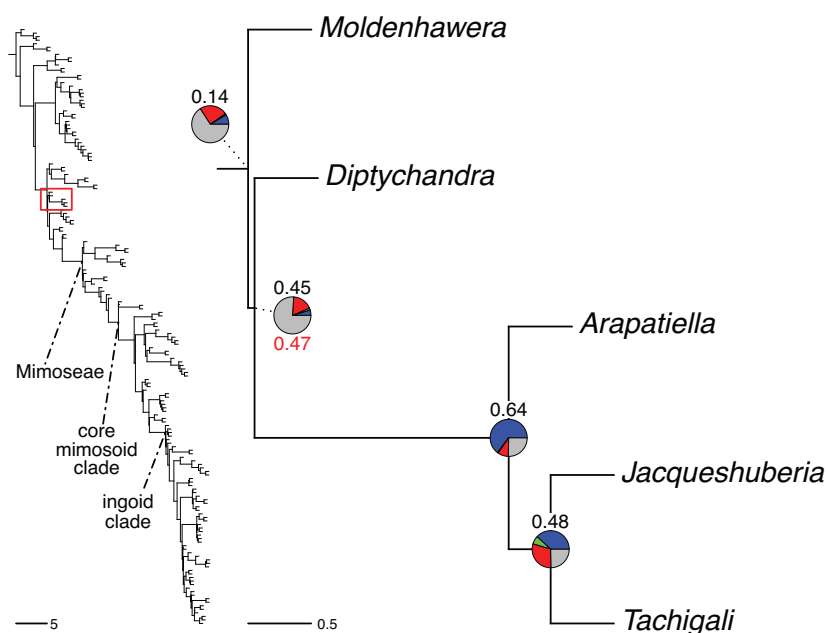 Moldenhawera
0.14
Diptychandra
0.45
0.47
Arapatiella
Mimoseae
0.64
core
mimosoid
clade
Jacqueshuberia
ingoid
clade
0.48
5
0.5
Tachigali